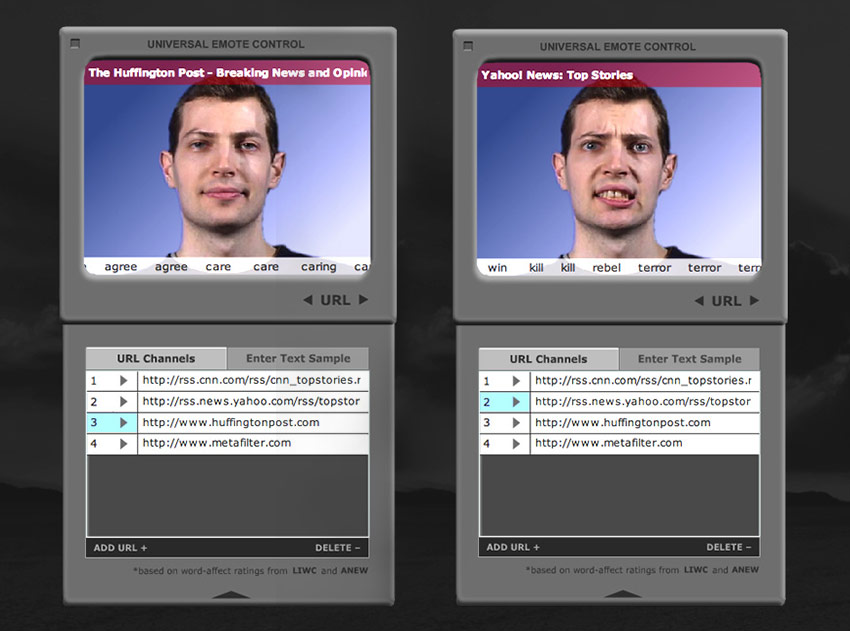 UNIVERSAL EMOTE CONTROL
The Huffington Post - Breaking News and Opini
agree agree care care caring ca
◀ URL ▶
URL Channels Enter Text Sample
1 http://rss.cnn.com/rss/cnn_topstories.r
2 http://rss.news.yahoo.com/rss/topstor
3 http://www.huffingtonpost.com
4 http://www.metafilter.com
ADD URL + DELETE –
*based on word-affect ratings from LIWC and ANEW
UNIVERSAL EMOTE CONTROL
Yahoo! News: Top Stories
win kill kill rebel terror terror terr
◀ URL ▶
URL Channels Enter Text Sample
1 http://rss.cnn.com/rss/cnn_topstories.r
2 http://rss.news.yahoo.com/rss/topstor
3 http://www.huffingtonpost.com
4 http://www.metafilter.com
ADD URL + DELETE –
*based on word-affect ratings from LIWC and ANEW